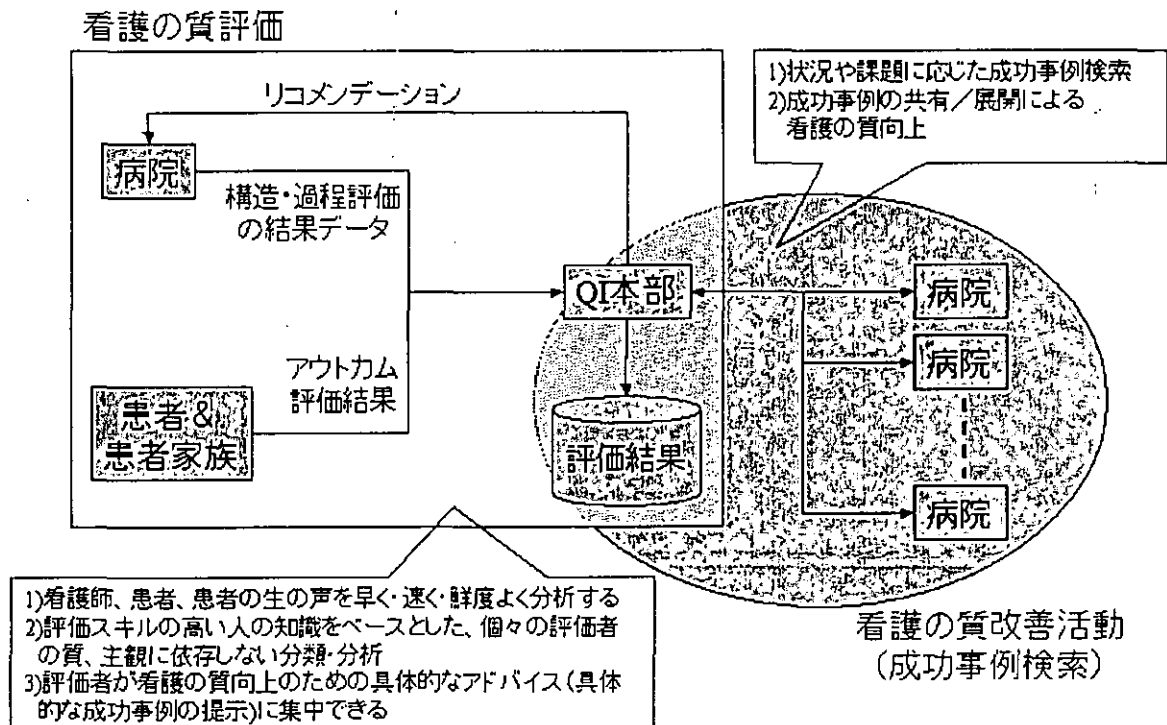 看護の質評価
リコメンデーション
病院
構造・過程評価
の結果データ
アウトカム
評価結果
患者&
患者家族
QI本部
評価結果
1)状況や課題に応じた成功事例検索
2)成功事例の共有/展開による
看護の質向上
病院
病院
病院
1)看護師、患者、患者の生の声を早く・速く・鮮度よく分析する
2)評価スキルの高い人の知識をベースとした、個々の評価者
の質、主観に依存しない分類・分析
3)評価者が看護の質向上のための具体的なアドバイス(具体
的な成功事例の提示)に集中できる
看護の質改善活動
(成功事例検索)